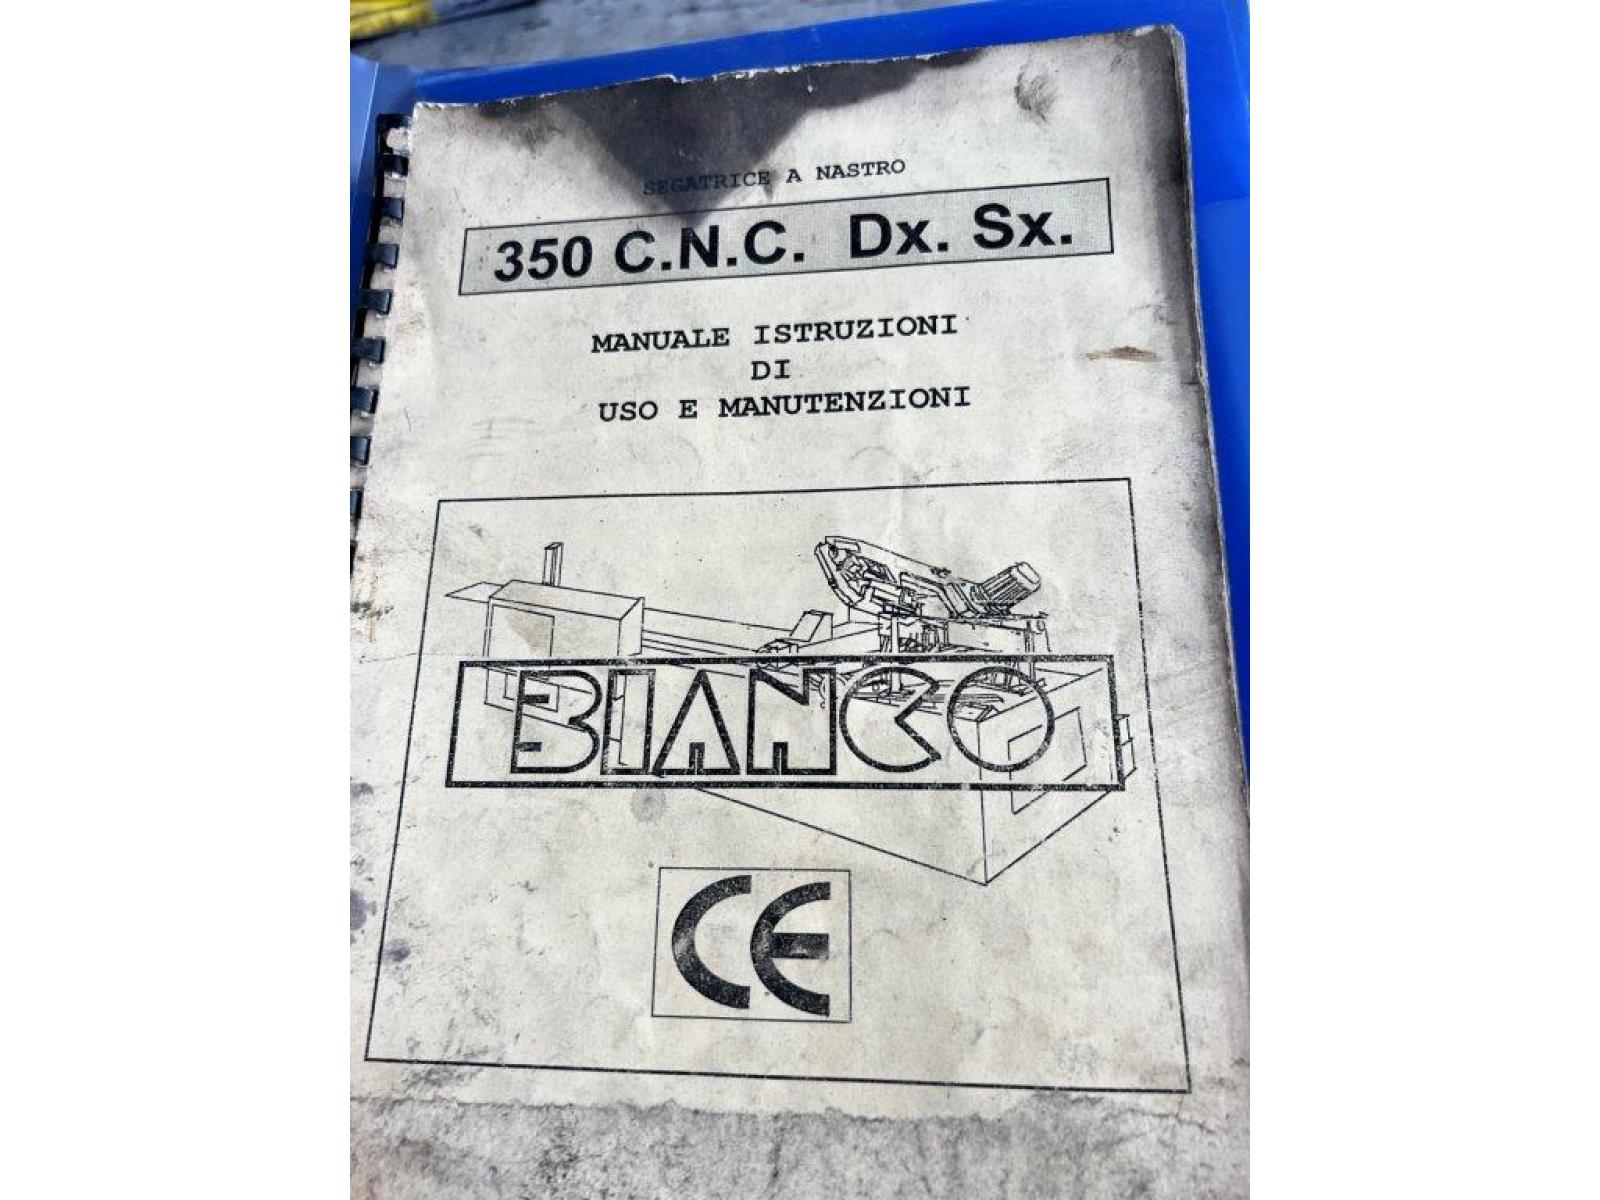 SEGATRICE A NASTRO
350 C.N.C. Dx. Sx.
MANUALE ISTRUZIONI
DI
USO E MANUTENZIONI
BIANCO
CE